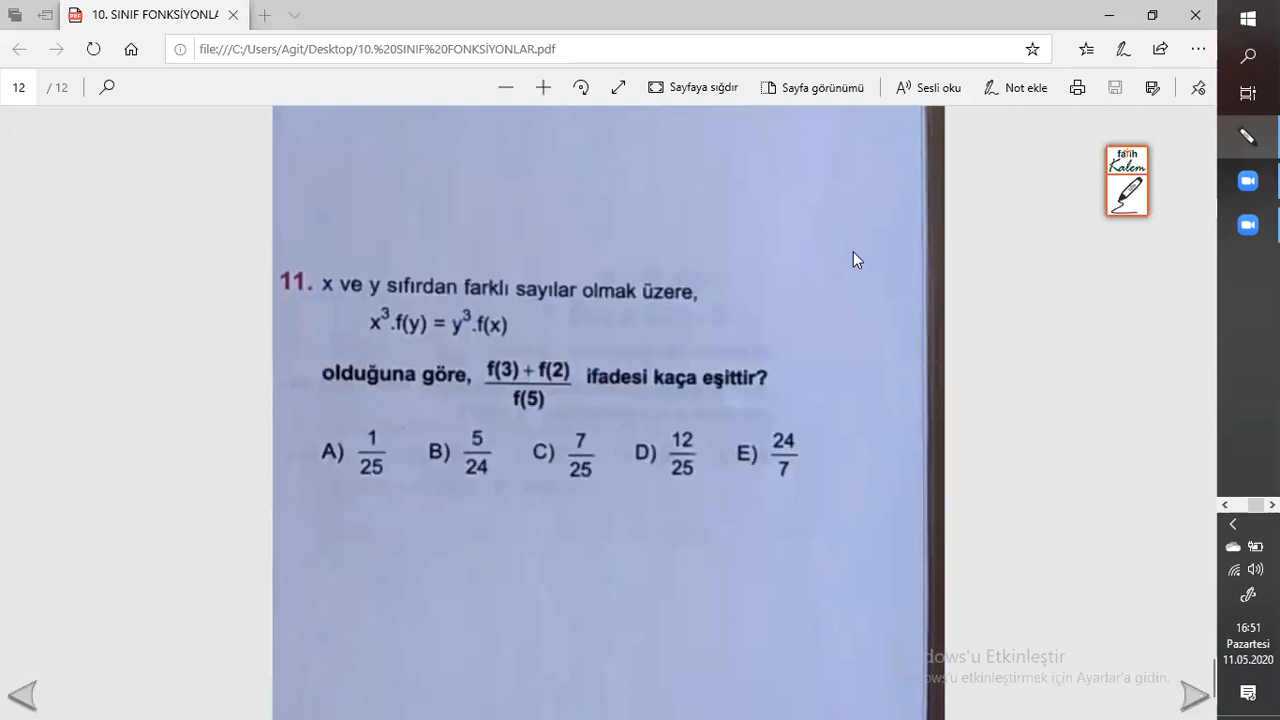 10. SINIF FONKSİYONLA
file:///C:/Users/Agit/Desktop/10.%20SINIF%20FONKSİYONLAR.pdf
12 / 12
Sayfaya sığdır
Sayfa görünümü
A Sesli oku
Not ekle
fatih
Kalem
11. x ve y sıfırdan farklı sayılar olmak üzere,
x³.f(y) = y³.f(x)
olduğuna göre, f(3) + f(2) / f(5) ifadesi kaça eşittir?
A) 1/25 B) 5/24 C) 7/25 D) 12/25 E) 24/7
16:51
Pazartesi
11.05.2020
dows'u Etkinleştir
ows'u etkinleştirmek için Ayarlar'a gidin.